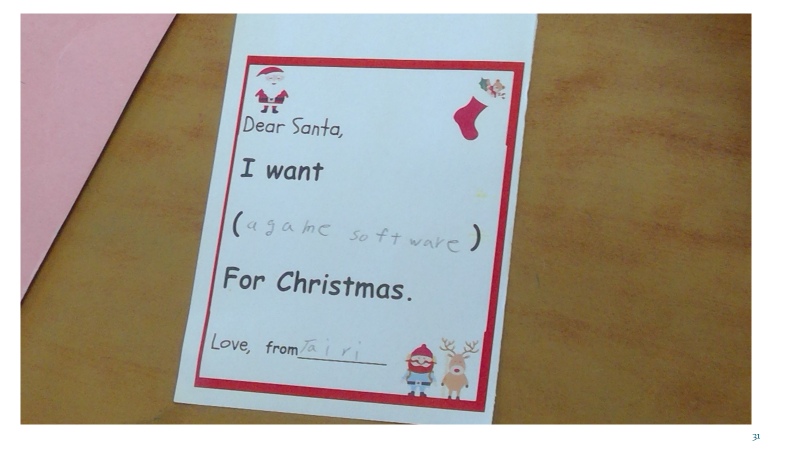 Dear Santa,
I want
(a game software)
For Christmas.
Love, from Tairi
31